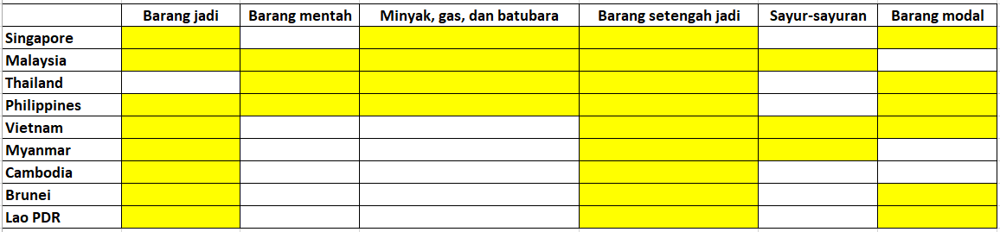 Barang jadi Barang mentah Minyak, gas, dan batubara Barang setengah jadi Sayur-sayuran Barang modal
Singapore
Malaysia
Thailand
Philippines
Vietnam
Myanmar
Cambodia
Brunei
Lao PDR